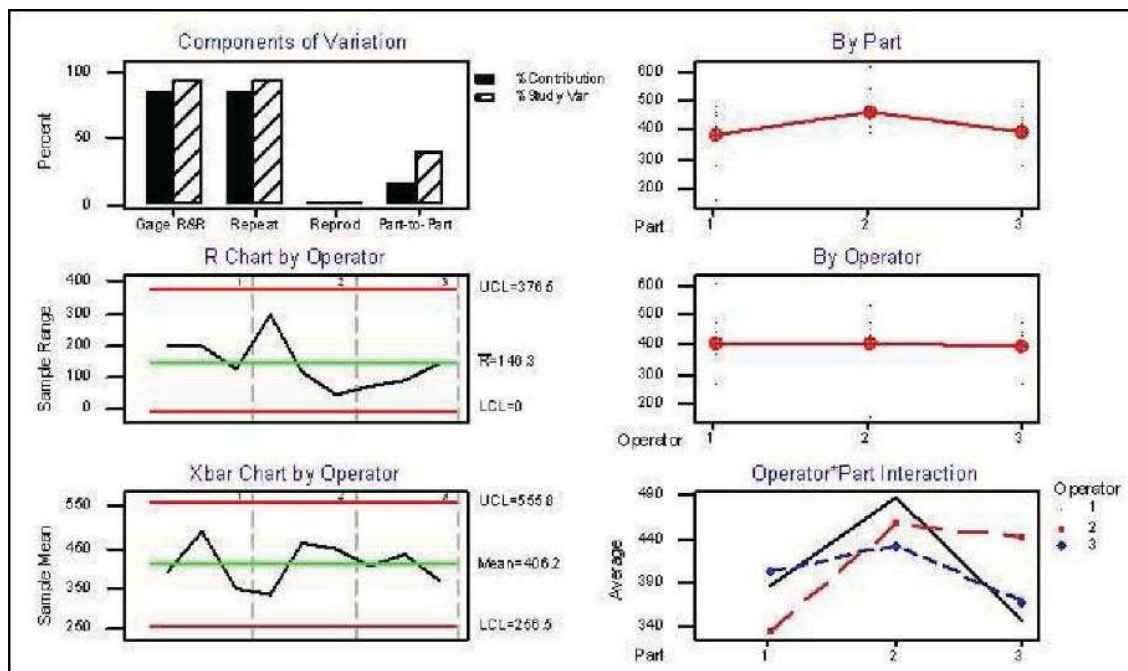 Components of Variation
100
50
0
Percent
Gage R&R Repeat Reprod Part-to-Part
%Contribution
%Study Var
By Part
600
500
400
300
200
Part 1 2 3
R Chart by Operator
400
300
200
100
0
Sample Range
1 2 3
UCL=376.5
R=146.3
LCL=0
By Operator
600
500
400
300
200
Operator 1 2 3
Xbar Chart by Operator
550
450
350
250
Sample Mean
1 2 3
UCL=555.8
Mean=406.2
LCL=256.5
Operator*Part Interaction
490
440
390
340
Average
Part 1 2 3
Operator
1
2
3